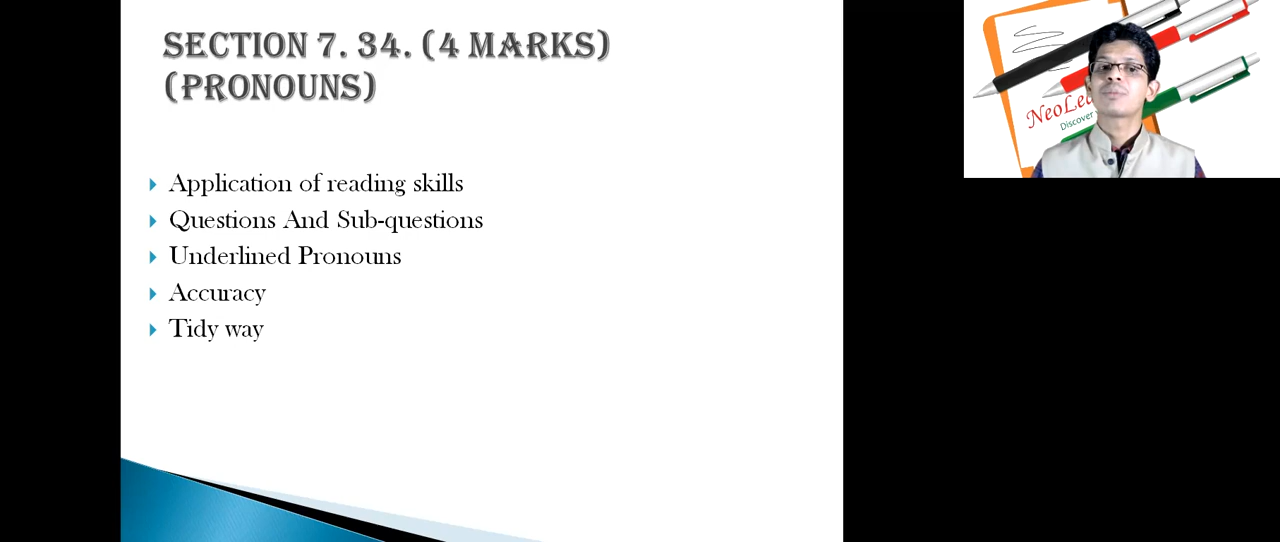 SECTION 7. 34. (4 MARKS)
(PRONOUNS)
Application of reading skills
Questions And Sub-questions
Underlined Pronouns
Accuracy
Tidy way
Discover